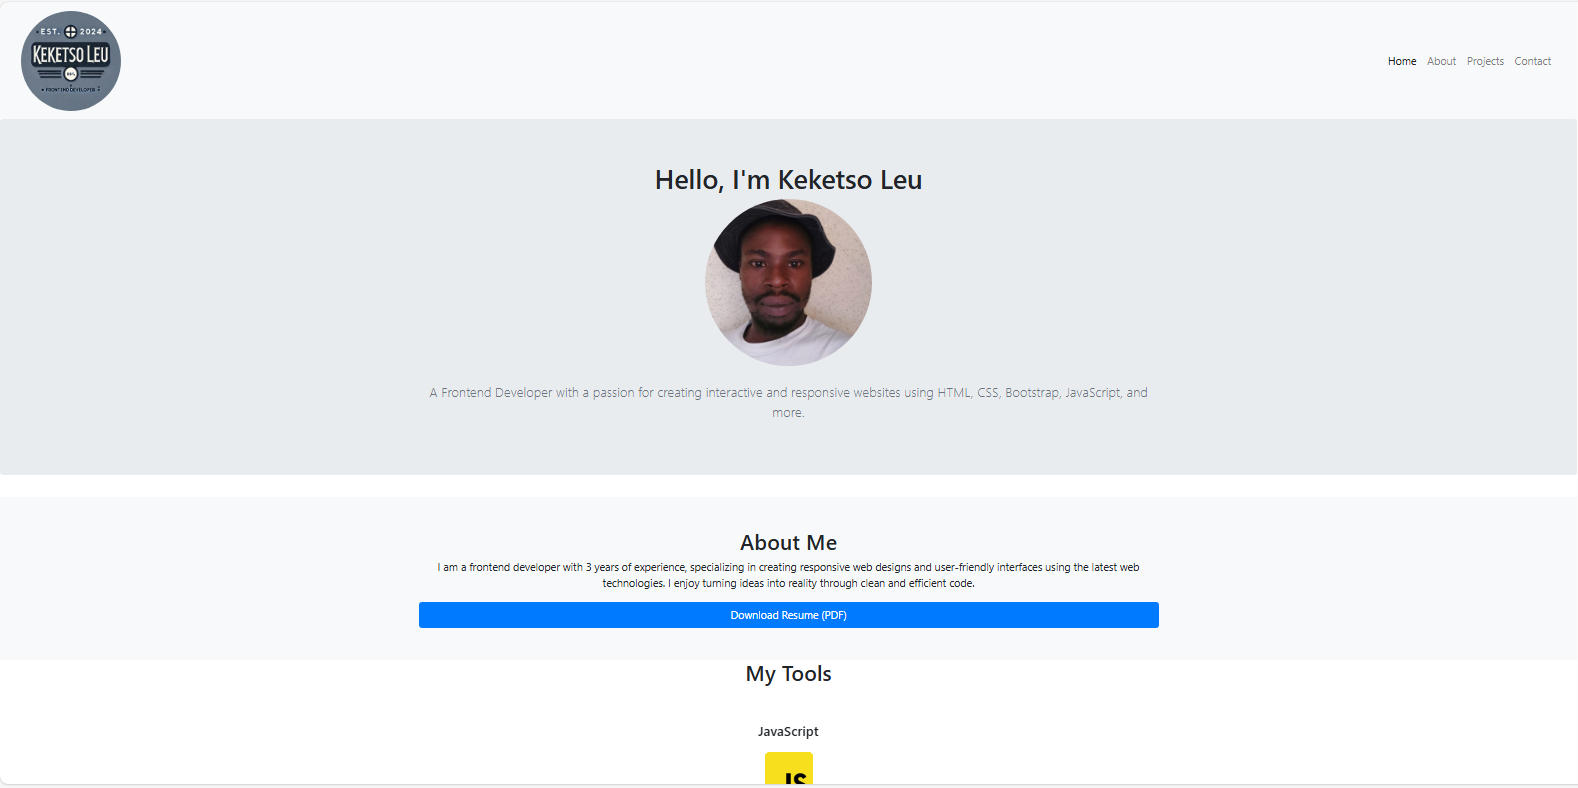 EST. 2024
KEKETSO LEU
FRONTEND DEVELOPER
Home About Projects Contact
Hello, I'm Keketso Leu
A Frontend Developer with a passion for creating interactive and responsive websites using HTML, CSS, Bootstrap, JavaScript, and
more.
About Me
I am a frontend developer with 3 years of experience, specializing in creating responsive web designs and user-friendly interfaces using the latest web
technologies. I enjoy turning ideas into reality through clean and efficient code.
Download Resume (PDF)
My Tools
JavaScript
JS